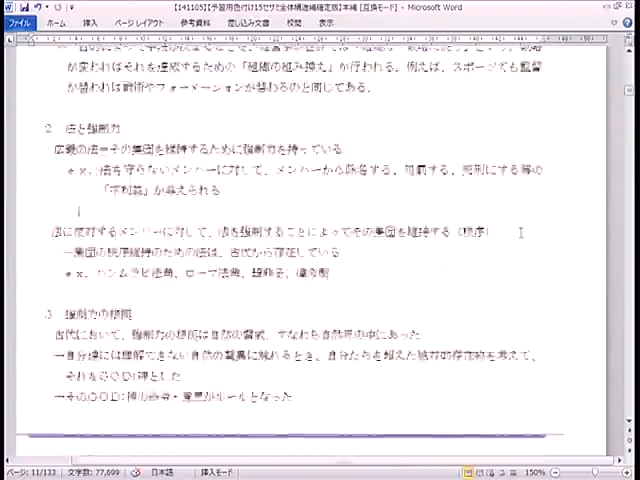 【141105】【予習用色付け15ゼミ全体構造編確定版】本編 [互換モード] - Microsoft Word
ファイル ホーム 挿入 ページ レイアウト 参考資料 差し込み文書 校閲 表示
が変わればそれを達成するための「組織の組み換え」が行われる。例えば、スポーツでも監督
が替われば戦術やフォーメーションが替わるのと同じである。
2 法と強制力
広義の法＝その集団を維持するために強制力を持っている
ｅｘ．法を守らないメンバーに対して、メンバーから除名する、処罰する、死刑にする等の
「不利益」が与えられる
法に反対するメンバーに対して、法を強制することによってその集団を維持する（秩序）
→集団の秩序維持のための法は、古代から存在している
ｅｘ．ハンムラビ法典、ローマ法典
3 強制力の根拠
古代において、強制力の根拠は自然の脅威、すなわち自然界の中にあった
→自分達には理解できない自然の驚異に触れるとき、自分たちを超えた絶対的存在物を考えて、
それをＧＯＤ：神とした
→そのＧＯＤ：神の命令・意思がルールとなった
ページ: 11/133 文字数: 77,699 日本語 挿入モード 150%